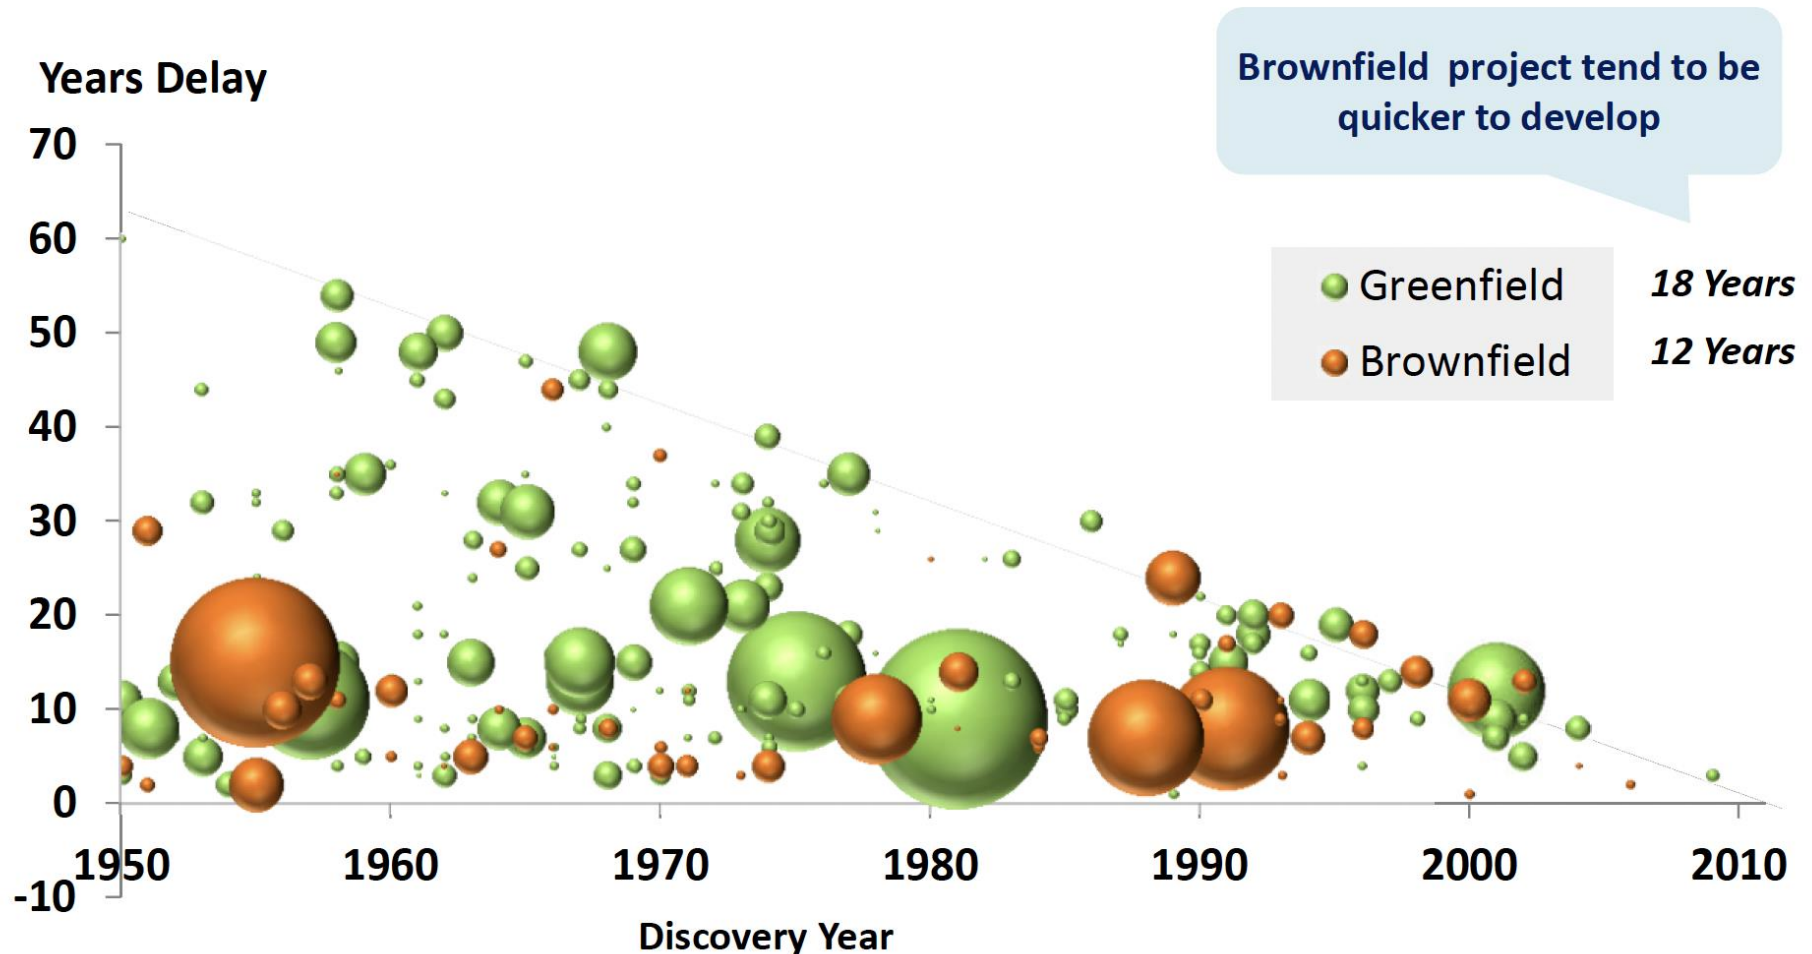 Brownfield project tend to be
quicker to develop
Years Delay
70
60
50
40
30
20
10
0
-10
Greenfield 18 Years
Brownfield 12 Years
1950 1960 1970 1980 1990 2000 2010
Discovery Year